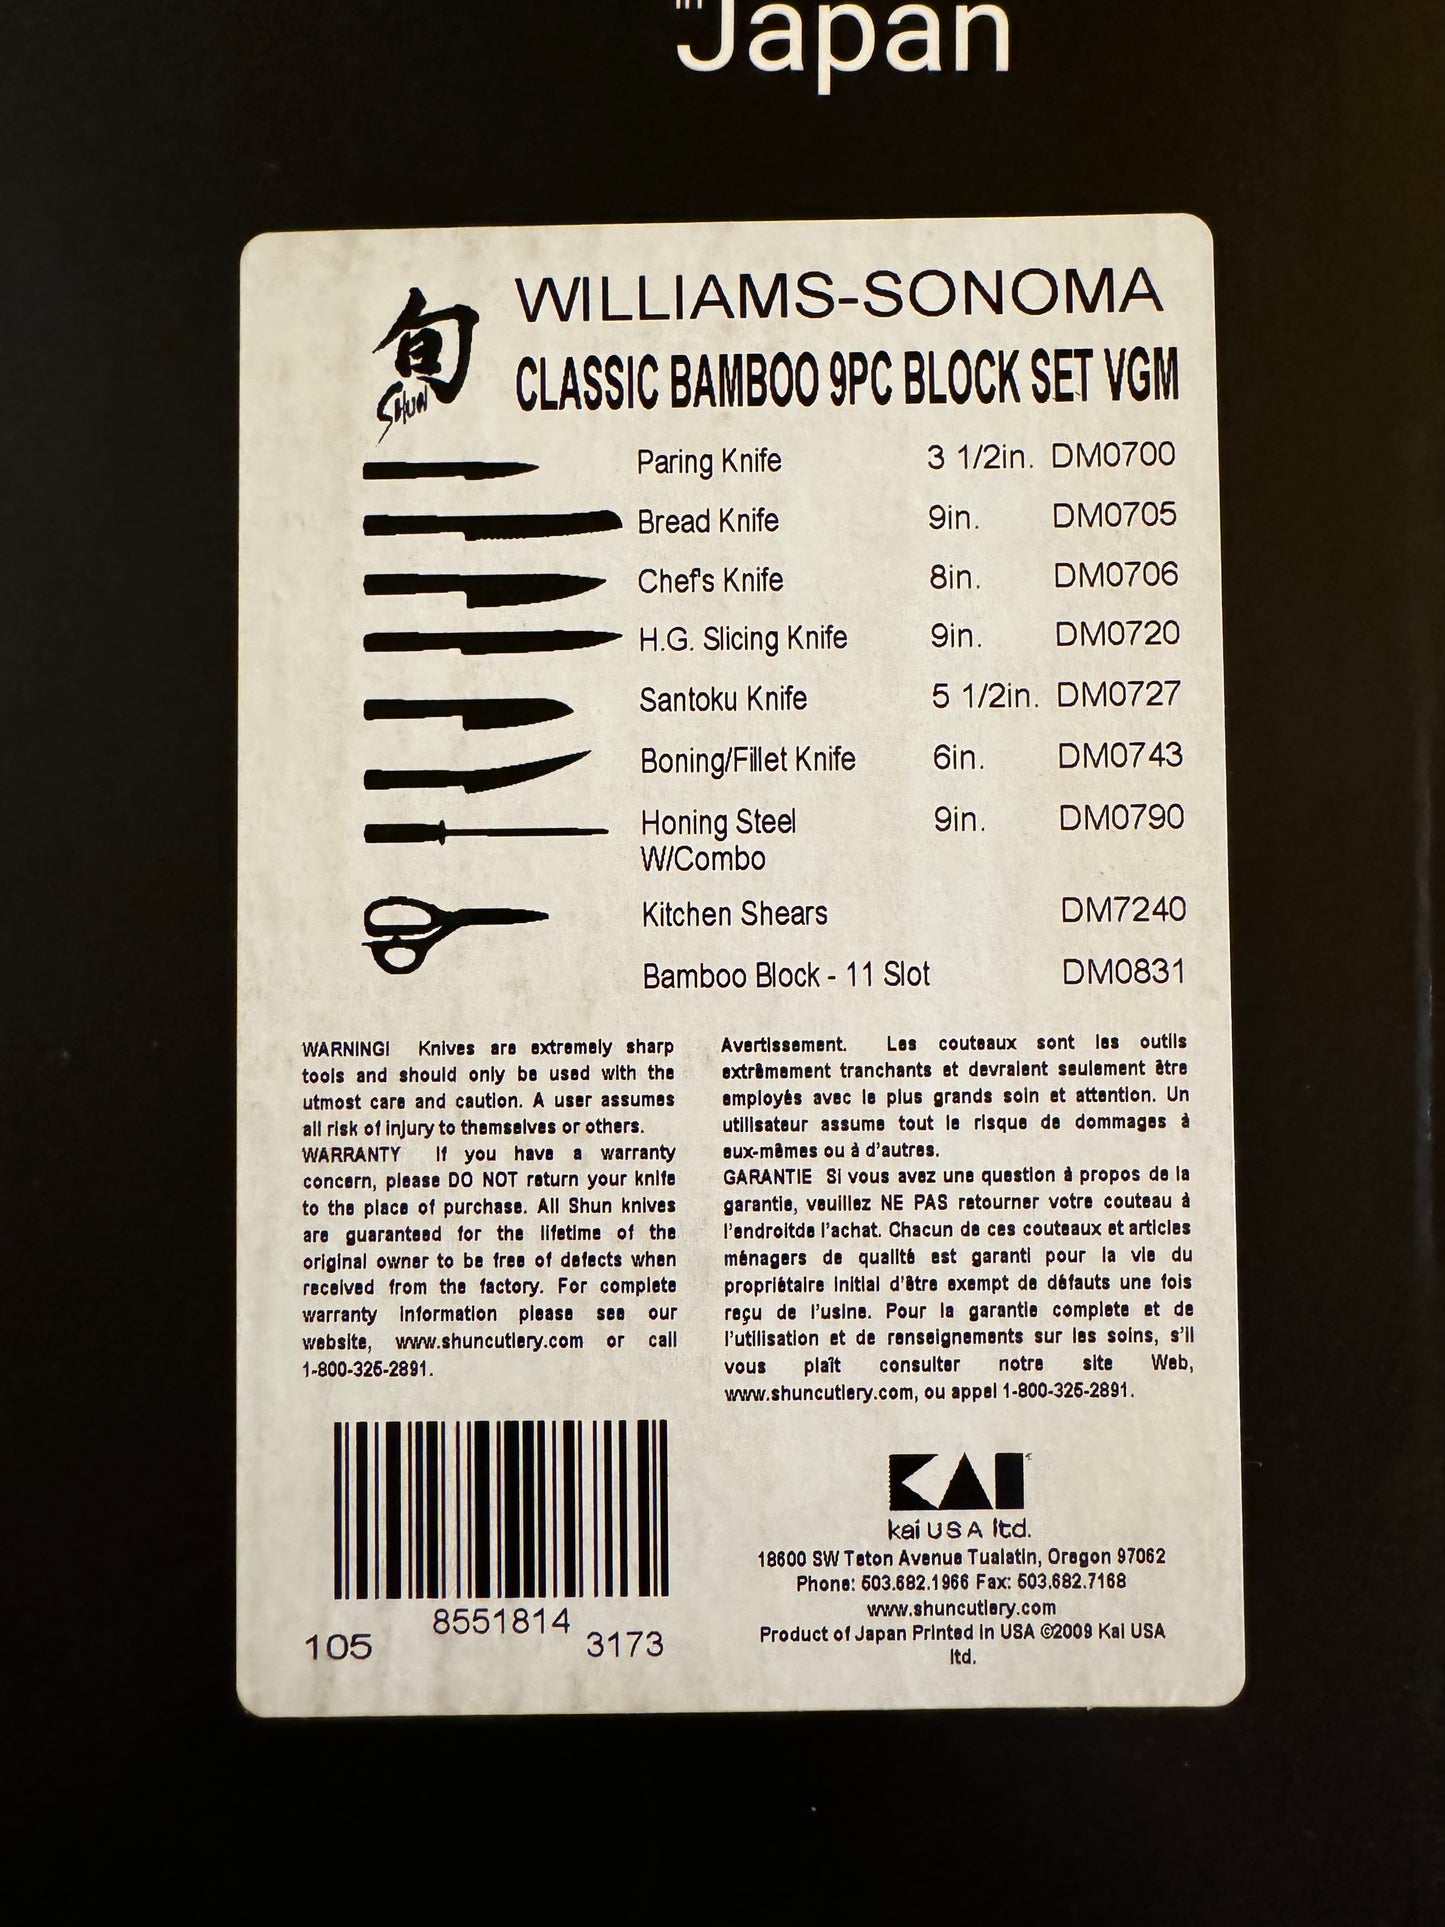 in
Japan
旬
SHUN
WILLIAMS-SONOMA
CLASSIC BAMBOO 9PC BLOCK SET VGM
Paring Knife 3 1/2in. DM0700
Bread Knife 9in. DM0705
Chef's Knife 8in. DM0706
H.G. Slicing Knife 9in. DM0720
Santoku Knife 5 1/2in. DM0727
Boning/Fillet Knife 6in. DM0743
Honing Steel 9in. DM0790
W/Combo
Kitchen Shears DM7240
Bamboo Block - 11 Slot DM0831
WARNING! Knives are extremely sharp
tools and should only be used with the
utmost care and caution. A user assumes
all risk of injury to themselves or others.
WARRANTY If you have a warranty
concern, please DO NOT return your knife
to the place of purchase. All Shun knives
are guaranteed for the lifetime of the
original owner to be free of defects when
received from the factory. For complete
warranty information please see our
website, www.shuncutlery.com or call
1-800-325-2891.
Avertissement. Les couteaux sont les outils
extrêmement tranchants et devraient seulement être
employés avec le plus grands soin et attention. Un
utilisateur assume tout le risque de dommages à
eux-mêmes ou à d'autres.
GARANTIE Si vous avez une question à propos de la
garantie, veuillez NE PAS retourner votre couteau à
l'endroitde l'achat. Chacun de ces couteaux et articles
ménagers de qualité est garanti pour la vie du
propriétaire initial d'être exempt de défauts une fois
reçu de l'usine. Pour la garantie complete et de
l'utilisation et de renseignements sur les soins, s'il
vous plaît consulter notre site Web,
www.shuncutlery.com, ou appel 1-800-325-2891.
105
8551814
3173
KAI
kai USA ltd.
18600 SW Teton Avenue Tualatin, Oregon 97062
Phone: 503.682.1966 Fax: 503.682.7168
www.shuncutlery.com
Product of Japan Printed in USA ©2009 Kai USA
ltd.